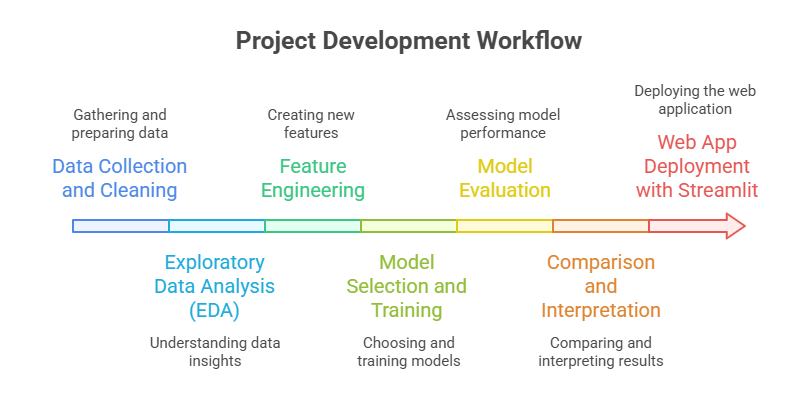 Project Development Workflow
Gathering and
preparing data
Data Collection
and Cleaning
Creating new
features
Feature
Engineering
Assessing model
performance
Model
Evaluation
Deploying the web
application
Web App
Deployment
with Streamlit
Exploratory
Data Analysis
(EDA)
Understanding data
insights
Model
Selection and
Training
Choosing and
training models
Comparison
and
Interpretation
Comparing and
interpreting results